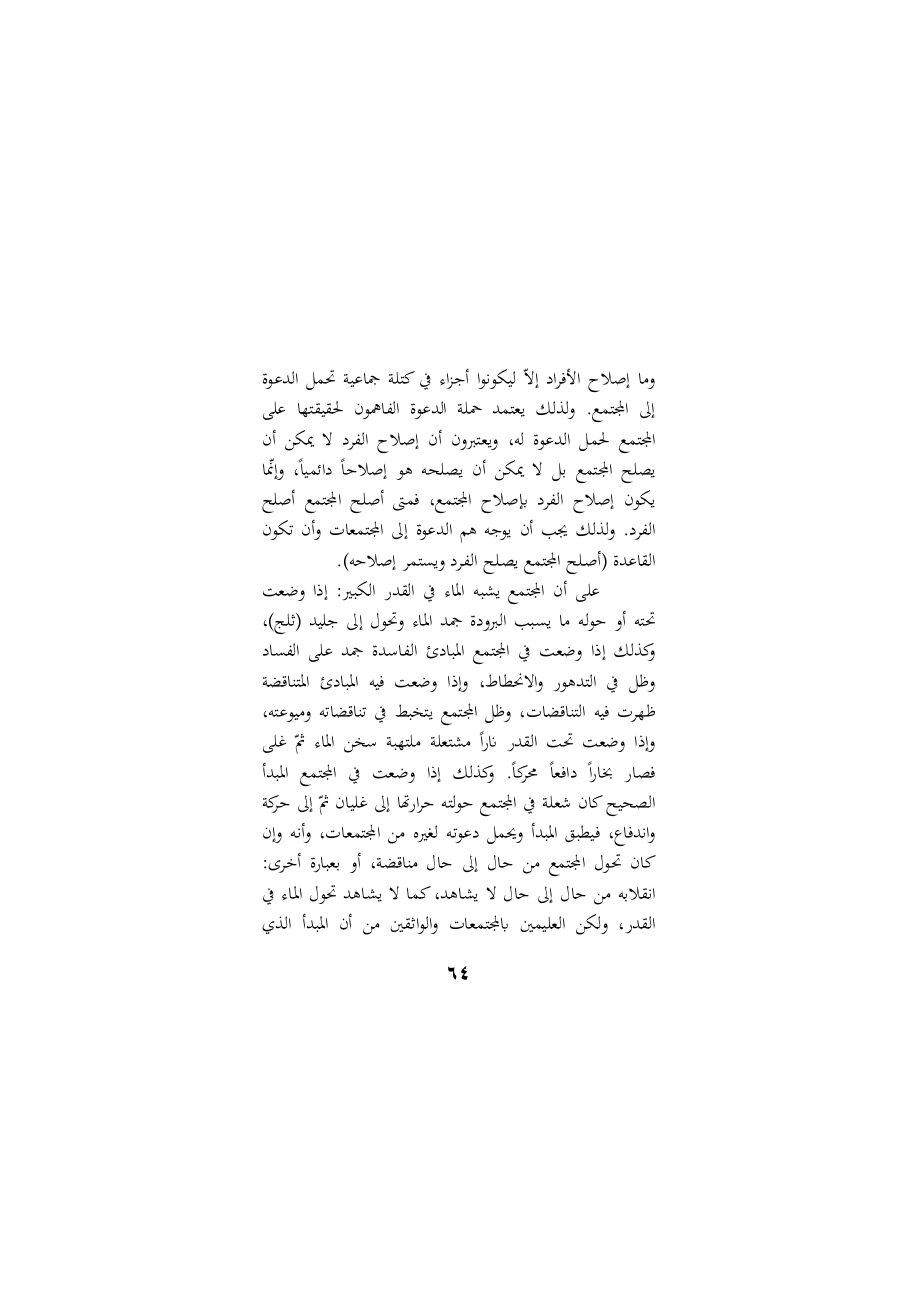 وما إصلاح الأفراد إلاّ ليكونوا أجزاء في كتلة جماعية تحمل الدعوة
إلى المجتمع. ولذلك يعتمد حملة الدعوة الفاهمون لحقيقتها على
المجتمع لحمل الدعوة له، ويعتبرون أن إصلاح الفرد لا يمكن أن
يصلح المجتمع بل لا يمكن أن يصلحه هو إصلاحاً دائمياً، وإنّما
يكون إصلاح الفرد بإصلاح المجتمع، فمتى أصلح المجتمع أصلح
الفرد. ولذلك يجب أن يوجه هم الدعوة إلى المجتمعات وأن تكون
القاعدة (أصلح المجتمع يصلح الفرد ويستمر إصلاحه).
على أن المجتمع يشبه الماء في القدر الكبير: إذا وضعت
تحته أو حوله ما يسبب البرودة جمد الماء وتحول إلى جليد (ثلج)،
وكذلك إذا وضعت في المجتمع المبادئ الفاسدة جمد على الفساد
وظل في التدهور والانحطاط، وإذا وضعت فيه المبادئ المتناقضة
ظهرت فيه التناقضات، وظل المجتمع يتخبط في تناقضاته وميوعته،
وإذا وضعت تحت القدر ناراً مشتعلة ملتهبة سخن الماء ثمّ غلى
فصار بخاراً دافعاً محركاً. وكذلك إذا وضعت في المجتمع المبدأ
الصحيح كان شعلة في المجتمع حولته حرارتها إلى غليان ثمّ إلى حركة
واندفاع، فيطبق المبدأ ويحمل دعوته لغيره من المجتمعات، وأنه وإن
كان تحول المجتمع من حال إلى حال مناقضة، أو بعبارة أخرى:
انقلابه من حال إلى حال لا يشاهد، كما لا يشاهد تحول الماء في
القدر، ولكن العليمين بالمجتمعات والواثقين من أن المبدأ الذي
٦٤